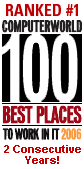 RANKED #1
COMPUTERWORLD
100
BEST PLACES
TO WORK IN IT 2006
2 Consecutive
Years!